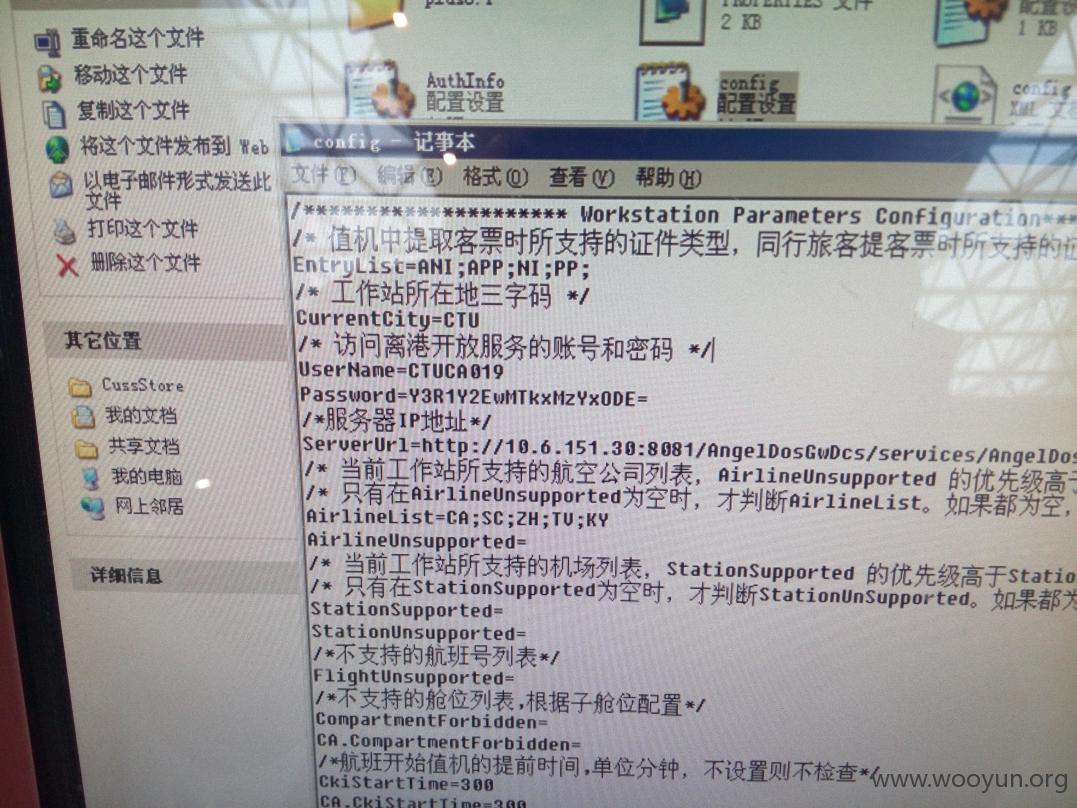 重命名这个文件
移动这个文件
复制这个文件
将这个文件发布到 Web
以电子邮件形式发送此
文件
打印这个文件
删除这个文件
其它位置
CussStore
我的文档
共享文档
我的电脑
网上邻居
详细信息
2 KB
配置设
1 KB
AuthInfo
配置设置
config
配置设置
config
XML 文
config - 记事本
文件(F) 编辑(E) 格式(O) 查看(V) 帮助(H)
/******************** Workstation Parameters Configuration***
/* 值机中提取客票时所支持的证件类型，同行旅客提客票时所支持的证
EntryList=ANI;APP;NI;PP;
/* 工作站所在地三字码 */
CurrentCity=CTU
/* 访问离港开放服务的账号和密码 */
UserName=CTUCA019
Password=Y3R1Y2EwMTkxMzYxODE=
/*服务器IP地址*/
ServerUrl=http://10.6.151.30:8081/AngelDosGwDcs/services/AngelDos
/* 当前工作站所支持的航空公司列表，AirlineUnsupported 的优先级高于
/* 只有在AirlineUnsupported为空时，才判断AirlineList。如果都为空，
AirlineList=CA;SC;ZH;TV;KY
AirlineUnsupported=
/* 当前工作站所支持的机场列表，StationSupported 的优先级高于Statio
/* 只有在StationSupported为空时，才判断StationUnSupported。如果都为
StationSupported=
StationUnsupported=
/*不支持的航班号列表*/
FlightUnsupported=
/*不支持的舱位列表,根据子舱位配置*/
CompartmentForbidden=
CA.CompartmentForbidden=
/*航班开始值机的提前时间,单位分钟，不设置则不检查*/
CkiStartTime=300
CA.CkiStartTime=300
www.wooyun.org